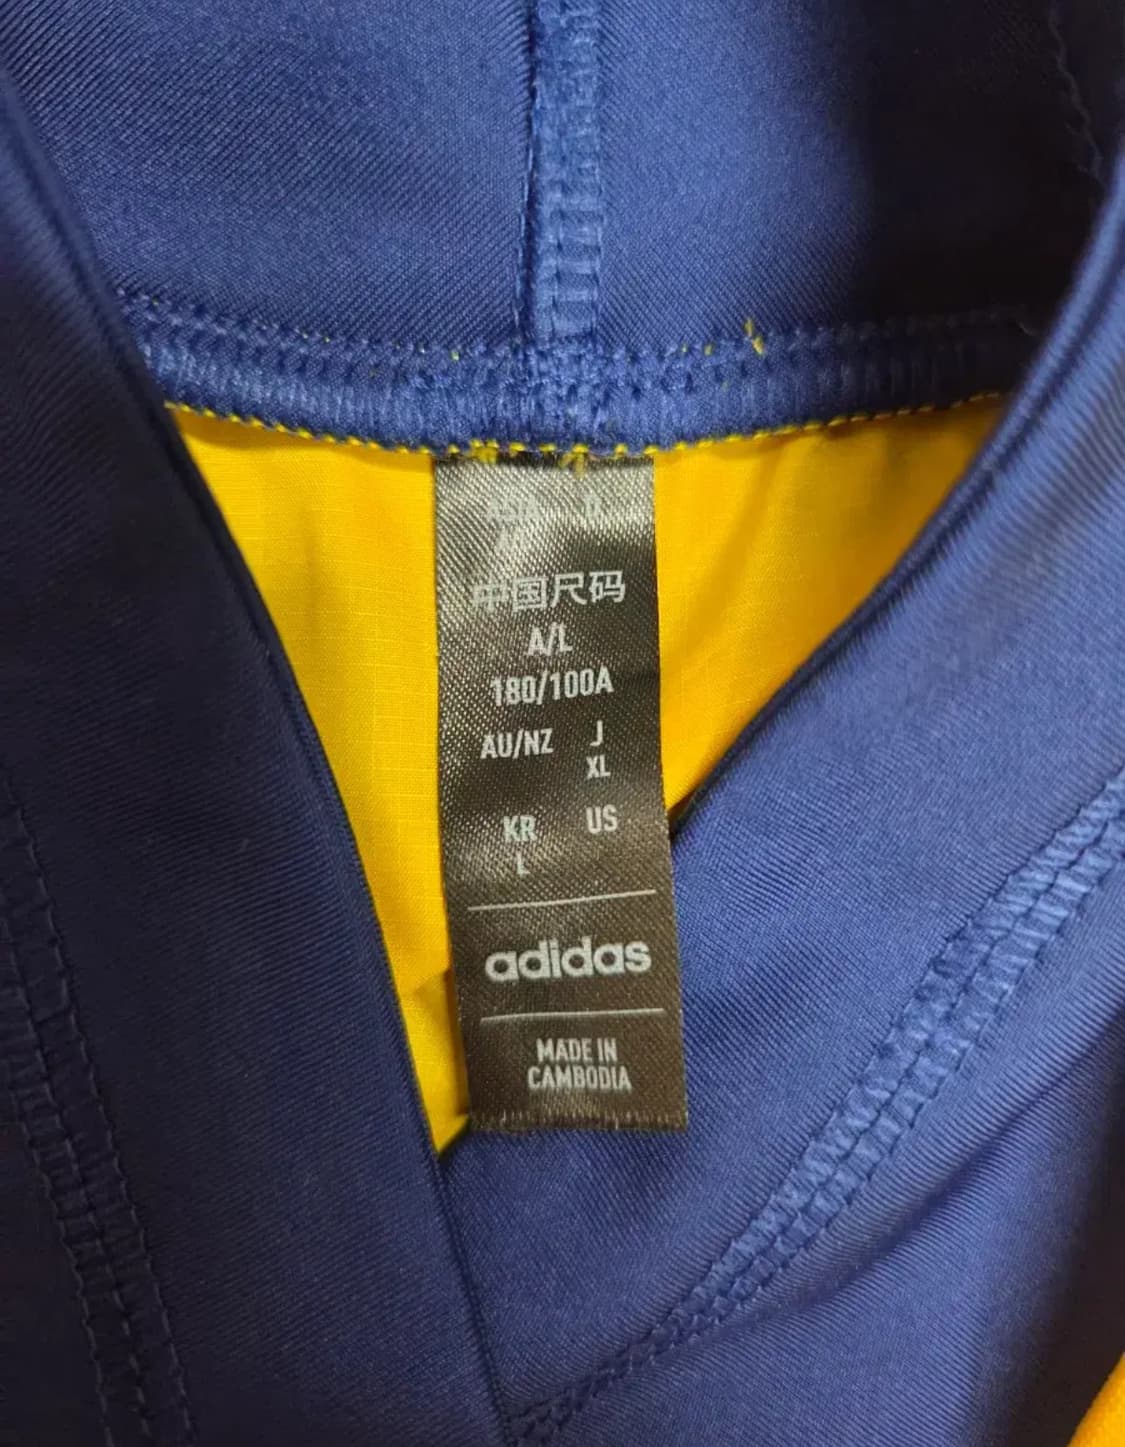 中国尺码
A/L
180/100A
AU/NZ J
XL
KR US
L
adidas
MADE IN
CAMBODIA